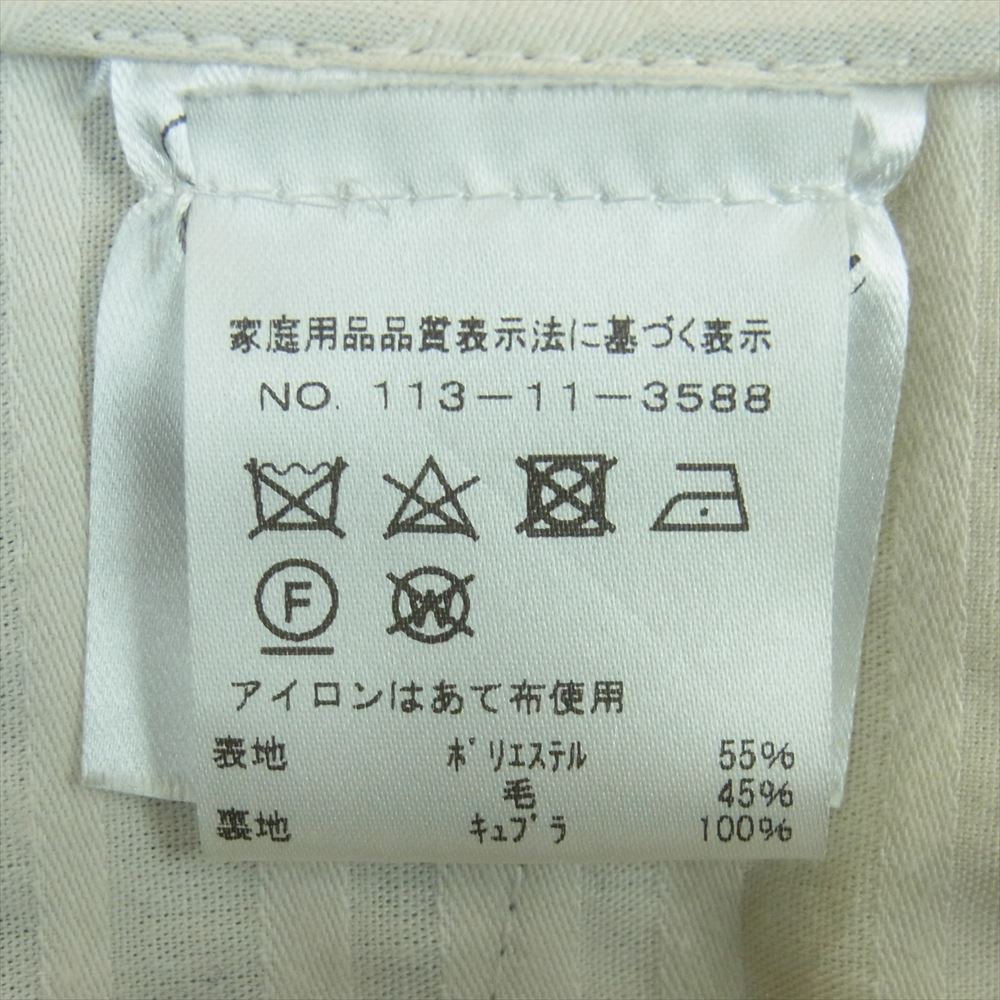 家庭用品品質表示法に基づく表示
NO. 113-11-3588
F W
アイロンはあて布使用
表地 ポリエステル 55%
毛 45%
裏地 キュプラ 100%